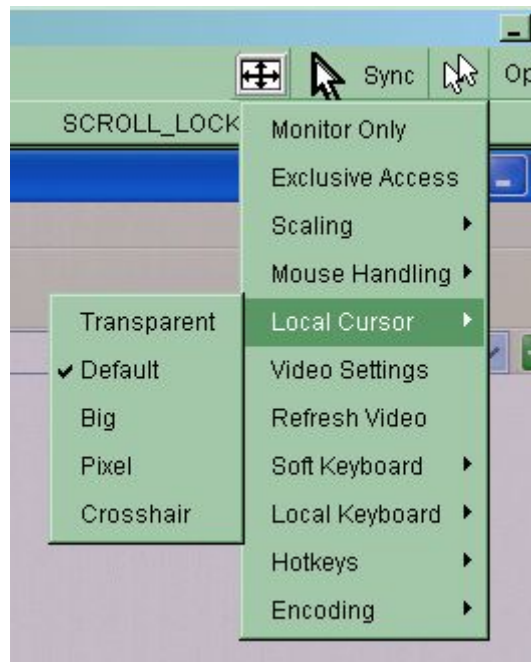 Sync
Op
SCROLL_LOCK
Monitor Only
Exclusive Access
Scaling
Mouse Handling
Local Cursor
Transparent
Default
Big
Pixel
Crosshair
Video Settings
Refresh Video
Soft Keyboard
Local Keyboard
Hotkeys
Encoding